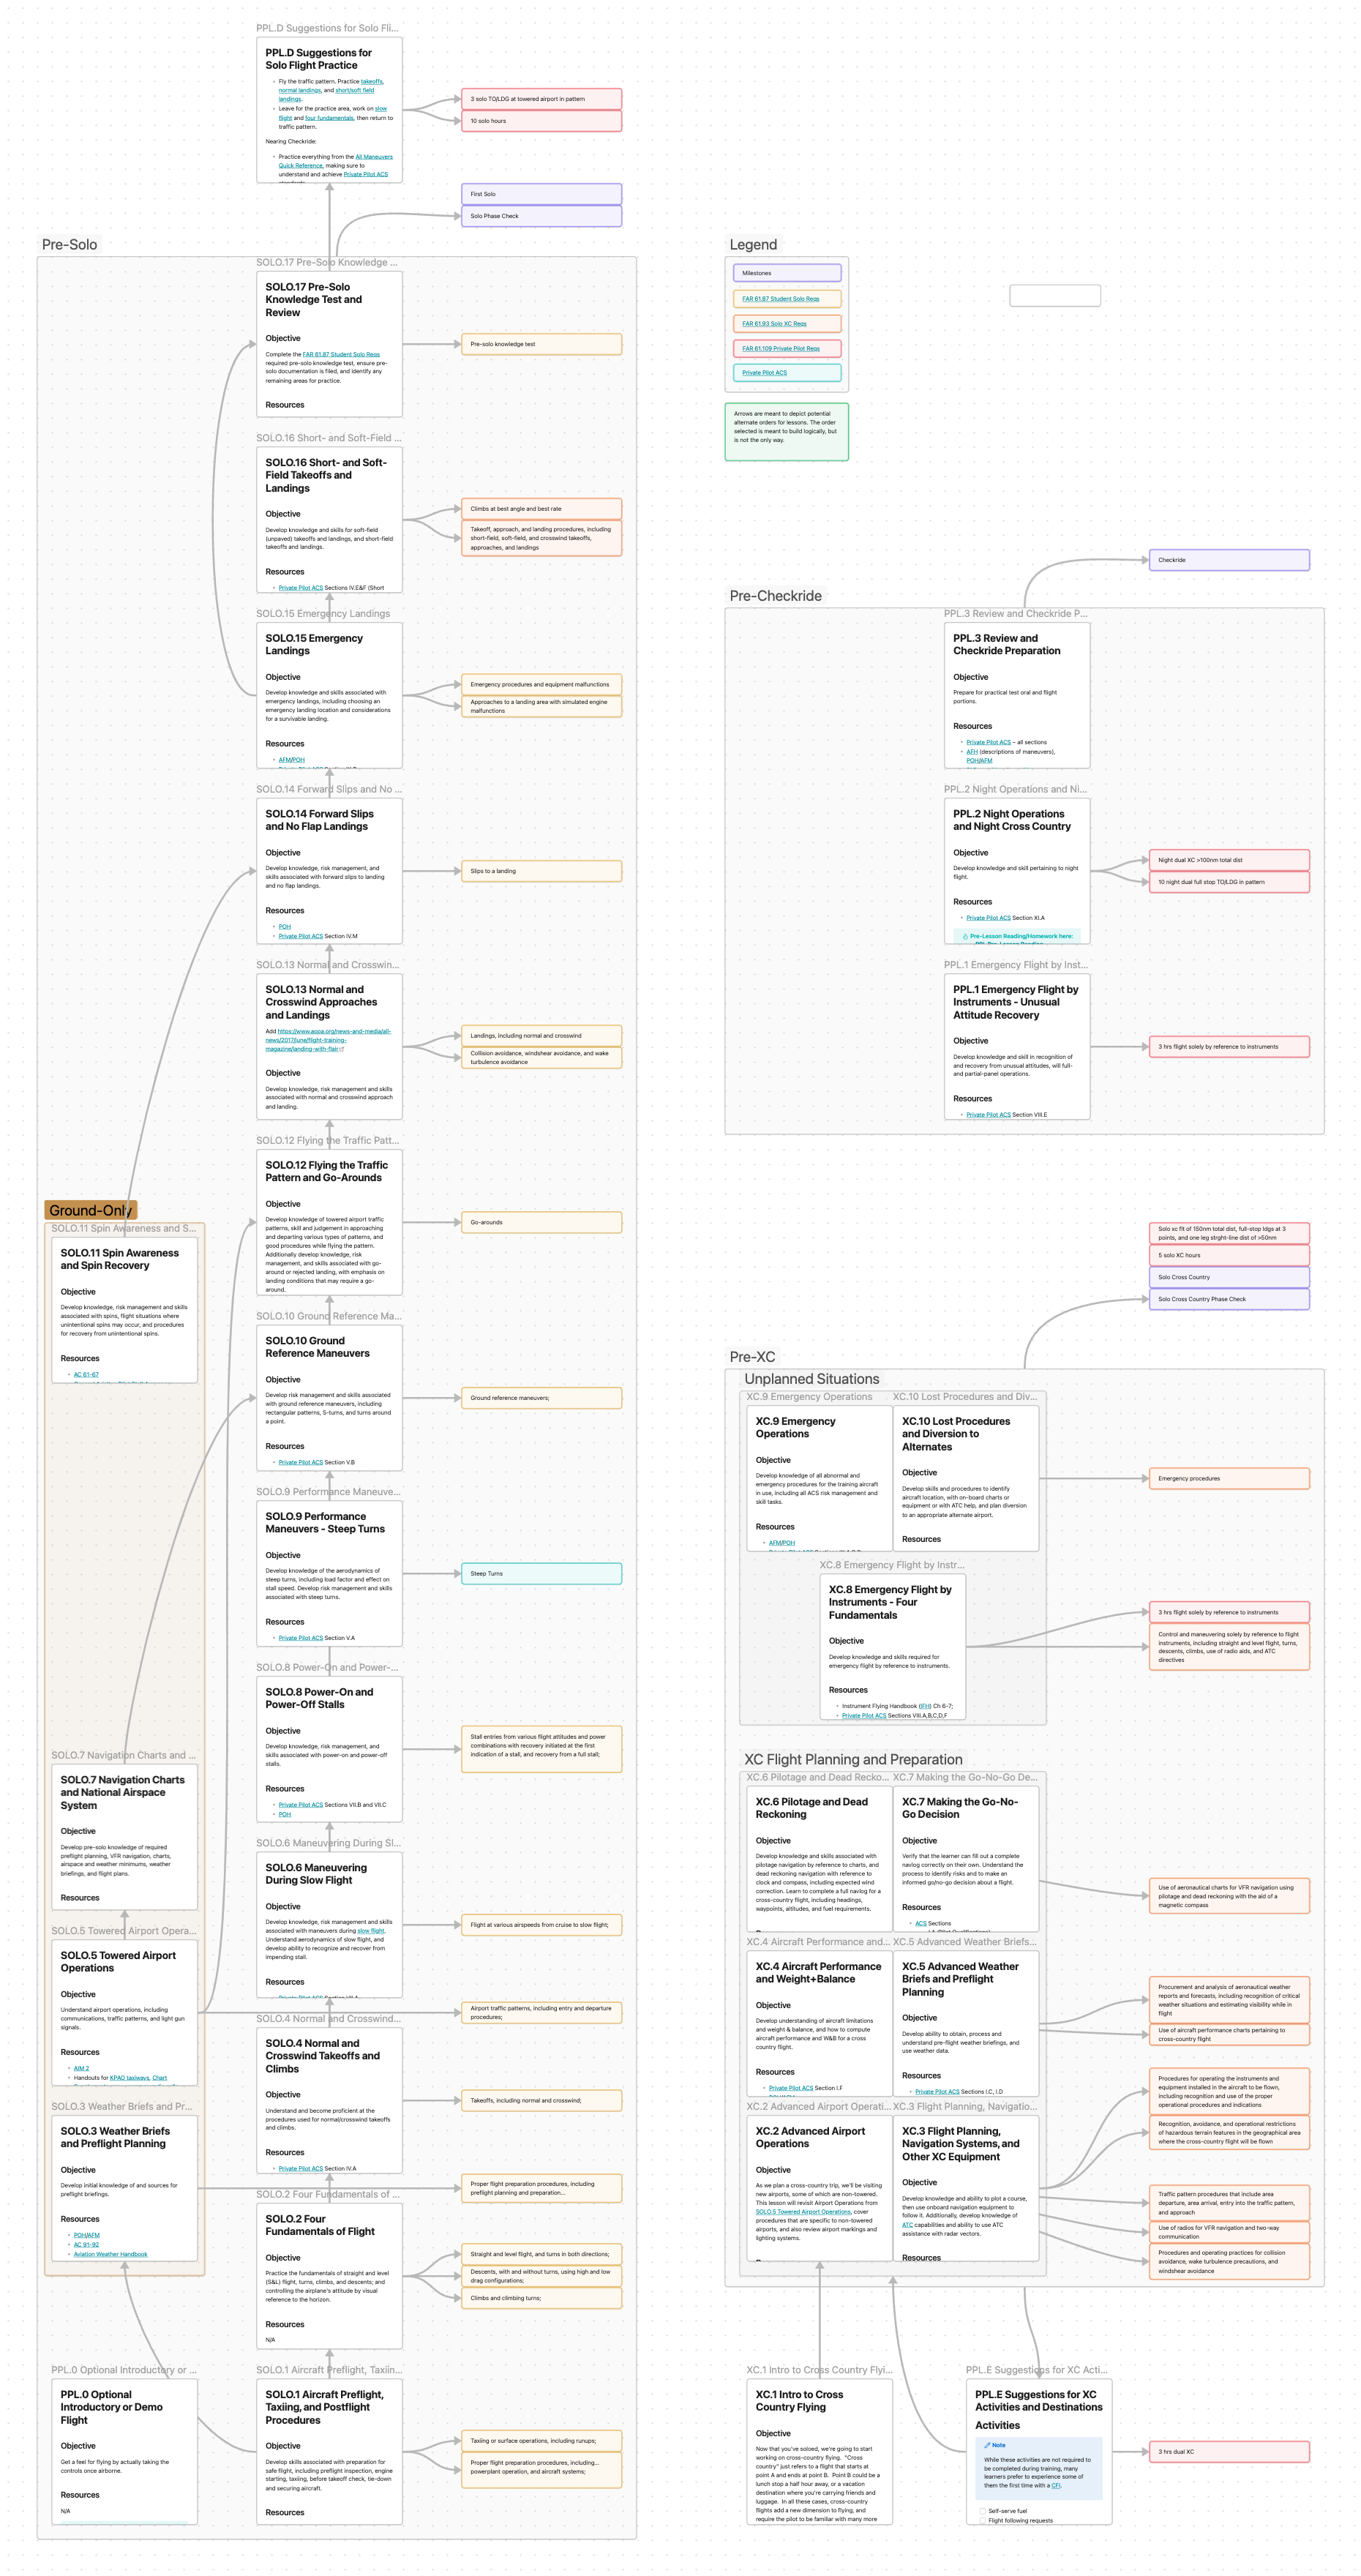 PPL.D Suggestions for Solo Fli...
PPL.D Suggestions for
Solo Flight Practice
Fly the traffic pattern. Practice takeoffs,
normal landings, and short/soft field
landings.
Leave for the practice area, work on slow
flight and four fundamentals, then return to
traffic pattern.
Nearing Checkride:
Practice everything from the All Maneuvers
Quick Reference, making sure to
understand and achieve Private Pilot ACS
3 solo TO/LDG at towered airport in pattern
10 solo hours
First Solo
Solo Phase Check
Pre-Solo
SOLO.17 Pre-Solo Knowledge ...
SOLO.17 Pre-Solo
Knowledge Test and
Review
Objective
Complete the FAR 61.87 Student Solo Reqs
required pre-solo knowledge test, ensure pre-
solo documentation is filed, and identify any
remaining areas for practice.
Resources
Pre-solo knowledge test
SOLO.16 Short- and Soft-Field ...
SOLO.16 Short- and Soft-
Field Takeoffs and
Landings
Objective
Develop knowledge and skills for soft-field
(unpaved) takeoffs and landings, and short-field
takeoffs and landings.
Resources
Private Pilot ACS Sections IV.E&F (Short
Climbs at best angle and best rate
Takeoff, approach, and landing procedures, including
short-field, soft-field, and crosswind takeoffs,
approaches, and landings
SOLO.15 Emergency Landings
SOLO.15 Emergency
Landings
Objective
Develop knowledge and skills associated with
emergency landings, including choosing an
emergency landing location and considerations
for a survivable landing.
Resources
AFM/POH
Emergency procedures and equipment malfunctions
Approaches to a landing area with simulated engine
malfunctions
SOLO.14 Forward Slips and No ...
SOLO.14 Forward Slips
and No Flap Landings
Objective
Develop knowledge, risk management, and
skills associated with forward slips to landing
and no flap landings.
Resources
POH
Private Pilot ACS Section IV.M
Slips to a landing
SOLO.13 Normal and Crosswin...
SOLO.13 Normal and
Crosswind Approaches
and Landings
Add https://www.aopa.org/news-and-media/all-
news/2017/june/flight-training-
magazine/landing-with-flair
Objective
Develop knowledge, risk management and skills
associated with normal and crosswind approach
and landing.
Landings, including normal and crosswind
Collision avoidance, windshear avoidance, and wake
turbulence avoidance
SOLO.12 Flying the Traffic Patt...
SOLO.12 Flying the Traffic
Pattern and Go-Arounds
Objective
Develop knowledge of towered airport traffic
patterns, skill and judgement in approaching
and departing various types of patterns, and
good procedures while flying the pattern.
Additionally develop knowledge, risk
management, and skills associated with go-
around or rejected landing, with emphasis on
landing conditions that may require a go-
around.
Go-arounds
Ground-Only
SOLO.11 Spin Awareness and S...
SOLO.11 Spin Awareness
and Spin Recovery
Objective
Develop knowledge, risk management and skills
associated with spins, flight situations where
unintentional spins may occur, and procedures
for recovery from unintentional spins.
Resources
AC 61-67
SOLO.10 Ground Reference Ma...
SOLO.10 Ground
Reference Maneuvers
Objective
Develop risk management and skills associated
with ground reference maneuvers, including
rectangular patterns, S-turns, and turns around
a point.
Resources
Private Pilot ACS Section V.B
Ground reference maneuvers;
SOLO.9 Performance Maneuve...
SOLO.9 Performance
Maneuvers - Steep Turns
Objective
Develop knowledge of the aerodynamics of
steep turns, including load factor and effect on
stall speed. Develop risk management and skills
associated with steep turns.
Resources
Private Pilot ACS Section V.A
Steep Turns
SOLO.8 Power-On and Power-...
SOLO.8 Power-On and
Power-Off Stalls
Objective
Develop knowledge, risk management, and
skills associated with power-on and power-off
stalls.
Resources
Private Pilot ACS Sections VII.B and VII.C
POH
Stall entries from various flight attitudes and power
combinations with recovery initiated at the first
indication of a stall, and recovery from a full stall;
SOLO.7 Navigation Charts and ...
SOLO.7 Navigation Charts
and National Airspace
System
Objective
Develop pre-solo knowledge of required
preflight planning, VFR navigation, charts,
airspace and weather minimums, weather
briefings, and flight plans.
Resources
SOLO.6 Maneuvering During Sl...
SOLO.6 Maneuvering
During Slow Flight
Objective
Develop knowledge, risk management and skills
associated with maneuvers during slow flight.
Understand aerodynamics of slow flight, and
develop ability to recognize and recover from
impending stall.
Resources
Flight at various airspeeds from cruise to slow flight;
SOLO.5 Towered Airport Opera...
SOLO.5 Towered Airport
Operations
Objective
Understand airport operations, including
communications, traffic patterns, and light gun
signals.
Resources
AIM 2
Handouts for KPAO taxiways, Chart
Airport traffic patterns, including entry and departure
procedures;
SOLO.4 Normal and Crosswind...
SOLO.4 Normal and
Crosswind Takeoffs and
Climbs
Objective
Understand and become proficient at the
procedures used for normal/crosswind takeoffs
and climbs.
Resources
Private Pilot ACS Section IV.A
Takeoffs, including normal and crosswind;
SOLO.3 Weather Briefs and Pr...
SOLO.3 Weather Briefs
and Preflight Planning
Objective
Develop initial knowledge of and sources for
preflight briefings.
Resources
POH/AFM
AC 91-92
Aviation Weather Handbook
Proper flight preparation procedures, including
preflight planning and preparation...
SOLO.2 Four Fundamentals of ...
SOLO.2 Four
Fundamentals of Flight
Objective
Practice the fundamentals of straight and level
(S&L) flight, turns, climbs, and descents; and
controlling the airplane's attitude by visual
reference to the horizon.
Resources
N/A
Straight and level flight, and turns in both directions;
Descents, with and without turns, using high and low
drag configurations;
Climbs and climbing turns;
PPL.0 Optional Introductory or ...
PPL.0 Optional
Introductory or Demo
Flight
Objective
Get a feel for flying by actually taking the
controls once airborne.
Resources
N/A
SOLO.1 Aircraft Preflight, Taxiin...
SOLO.1 Aircraft Preflight,
Taxiing, and Postflight
Procedures
Objective
Develop skills associated with preparation for
safe flight, including preflight inspection, engine
starting, taxiing, before takeoff check, tie-down
and securing aircraft.
Resources
Taxiing or surface operations, including runups;
Proper flight preparation procedures, including...
powerplant operation, and aircraft systems;
Legend
Milestones
FAR 61.87 Student Solo Reqs
FAR 61.93 Solo XC Reqs
FAR 61.109 Private Pilot Reqs
Private Pilot ACS
Arrows are meant to depict potential
alternate orders for lessons. The order
selected is meant to build logically, but
is not the only way.
Checkride
Pre-Checkride
PPL.3 Review and Checkride P...
PPL.3 Review and
Checkride Preparation
Objective
Prepare for practical test oral and flight
portions.
Resources
Private Pilot ACS – all sections
AFH (descriptions of maneuvers),
POH/AFM
PPL.2 Night Operations and Ni...
PPL.2 Night Operations
and Night Cross Country
Objective
Develop knowledge and skill pertaining to night
flight.
Resources
Private Pilot ACS Section XI.A
Pre-Lesson Reading/Homework here:
Night dual XC >100nm total dist
10 night dual full stop TO/LDG in pattern
PPL.1 Emergency Flight by Inst...
PPL.1 Emergency Flight by
Instruments - Unusual
Attitude Recovery
Objective
Develop knowledge and skill in recognition of
and recovery from unusual attitudes, will full-
and partial-panel operations.
Resources
Private Pilot ACS Section VIII.E
3 hrs flight solely by reference to instruments
Solo xc flt of 150nm total dist, full-stop ldgs at 3
points, and one leg strght-line dist of >50nm
5 solo XC hours
Solo Cross Country
Solo Cross Country Phase Check
Pre-XC
Unplanned Situations
XC.9 Emergency Operations
XC.9 Emergency
Operations
Objective
Develop knowledge of all abnormal and
emergency procedures for the training aircraft
in use, including all ACS risk management and
skill tasks.
Resources
AFM/POH
XC.10 Lost Procedures and Div...
XC.10 Lost Procedures
and Diversion to
Alternates
Objective
Develop skills and procedures to identify
aircraft location, with on-board charts or
equipment or with ATC help, and plan diversion
to an appropriate alternate airport.
Resources
Emergency procedures
XC.8 Emergency Flight by Instr...
XC.8 Emergency Flight by
Instruments - Four
Fundamentals
Objective
Develop knowledge and skills required for
emergency flight by reference to instruments.
Resources
Instrument Flying Handbook (IFH) Ch 6-7;
Private Pilot ACS Sections VIII.A,B,C,D,F
3 hrs flight solely by reference to instruments
Control and maneuvering solely by reference to flight
instruments, including straight and level flight, turns,
descents, climbs, use of radio aids, and ATC
directives
XC Flight Planning and Preparation
XC.6 Pilotage and Dead Recko...
XC.6 Pilotage and Dead
Reckoning
Objective
Develop knowledge and skills associated with
pilotage navigation by reference to charts, and
dead reckoning navigation with reference to
clock and compass, including expected wind
correction. Learn to complete a full navlog for a
cross-country flight, including headings,
waypoints, altitudes, and fuel requirements.
XC.7 Making the Go-No-Go De...
XC.7 Making the Go-No-
Go Decision
Objective
Verify that the learner can fill out a complete
navlog correctly on their own. Understand the
process to identify risks and to make an
informed go/no-go decision about a flight.
Resources
ACS Sections
Use of aeronautical charts for VFR navigation using
pilotage and dead reckoning with the aid of a
magnetic compass
XC.4 Aircraft Performance and...
XC.4 Aircraft Performance
and Weight+Balance
Objective
Develop understanding of aircraft limitations
and weight & balance, and how to compute
aircraft performance and W&B for a cross
country flight.
Resources
Private Pilot ACS Section I.F
XC.5 Advanced Weather Briefs...
XC.5 Advanced Weather
Briefs and Preflight
Planning
Objective
Develop ability to obtain, process and
understand pre-flight weather briefings, and
use weather data.
Resources
Private Pilot ACS Sections I.C, I.D
Procurement and analysis of aeronautical weather
reports and forecasts, including recognition of critical
weather situations and estimating visibility while in
flight
Use of aircraft performance charts pertaining to
cross-country flight
XC.2 Advanced Airport Operati...
XC.2 Advanced Airport
Operations
Objective
As we plan a cross-country trip, we'll be visiting
new airports, some of which are non-towered.
This lesson will revisit Airport Operations from
SOLO.5 Towered Airport Operations, cover
procedures that are specific to non-towered
airports, and also review airport markings and
lighting systems.
XC.3 Flight Planning, Navigatio...
XC.3 Flight Planning,
Navigation Systems, and
Other XC Equipment
Objective
Develop knowledge and ability to plot a course,
then use onboard navigation equipment to
follow it. Additionally, develop knowledge of
ATC capabilities and ability to use ATC
assistance with radar vectors.
Resources
Procedures for operating the instruments and
equipment installed in the aircraft to be flown,
including recognition and use of the proper
operational procedures and indications
Recognition, avoidance, and operational restrictions
of hazardous terrain features in the geographical area
where the cross-country flight will be flown
Traffic pattern procedures that include area
departure, area arrival, entry into the traffic pattern,
and approach
Use of radios for VFR navigation and two-way
communication
Procedures and operating practices for collision
avoidance, wake turbulence precautions, and
windshear avoidance
XC.1 Intro to Cross Country Flyi...
XC.1 Intro to Cross
Country Flying
Objective
Now that you've soloed, we're going to start
working on cross-country flying. "Cross
country" just refers to a flight that starts at
point A and ends at point B. Point B could be a
lunch stop a half hour away, or a vacation
destination where you're carrying friends and
luggage. In all these cases, cross-country
flights add a new dimension to flying, and
require the pilot to be familiar with many more
PPL.E Suggestions for XC Acti...
PPL.E Suggestions for XC
Activities and Destinations
Activities
Note
While these activities are not required to
be completed during training, many
learners prefer to experience some of
them the first time with a CFI.
Self-serve fuel
Flight following requests
3 hrs dual XC